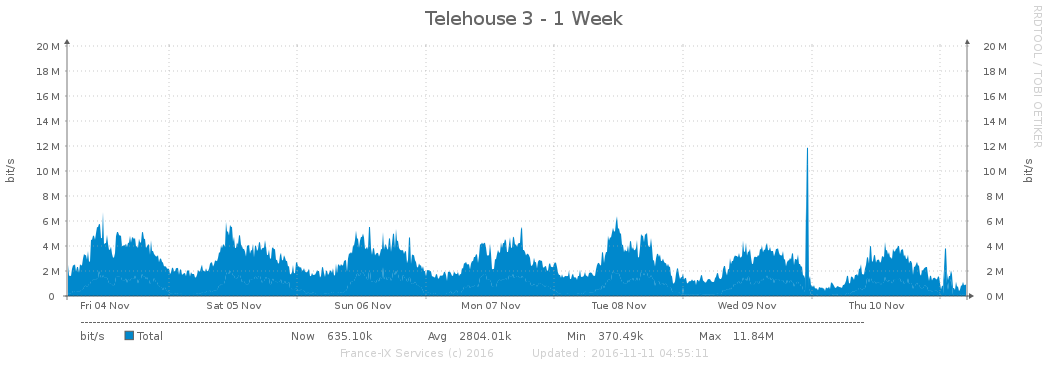 Telehouse 3 - 1 Week
RRDTOOL / TOBI OETIKER
bit/s
20 M 20 M
18 M 18 M
16 M 16 M
14 M 14 M
12 M 12 M
10 M 10 M
8 M 8 M
6 M 6 M
4 M 4 M
2 M 2 M
0 0 M
bit/s
Fri 04 Nov Sat 05 Nov Sun 06 Nov Mon 07 Nov Tue 08 Nov Wed 09 Nov Thu 10 Nov
bit/s Total Now 635.10k Avg 2804.01k Min 370.49k Max 11.84M
France-IX Services (c) 2016 Updated : 2016-11-11 04:55:11